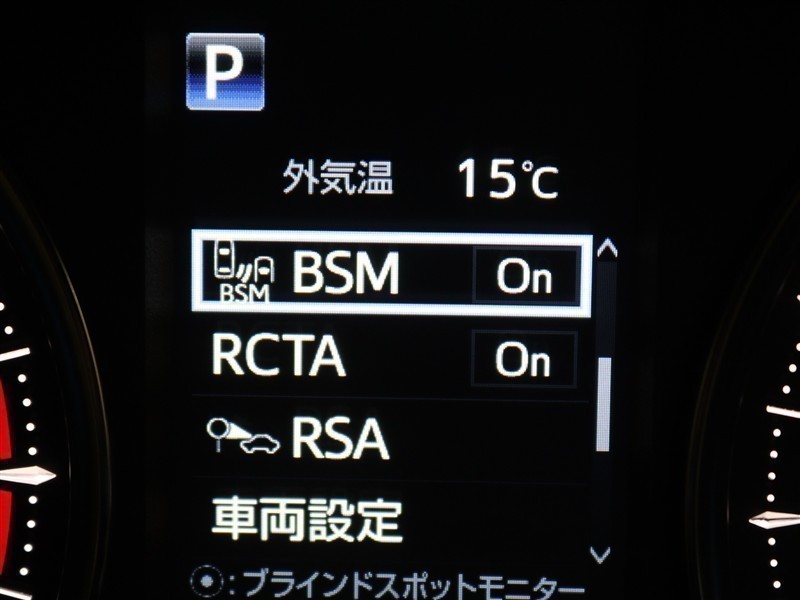 P
外気温 15℃
BSM BSM On
RCTA On
RSA
車両設定
:ブラインドスポットモニター